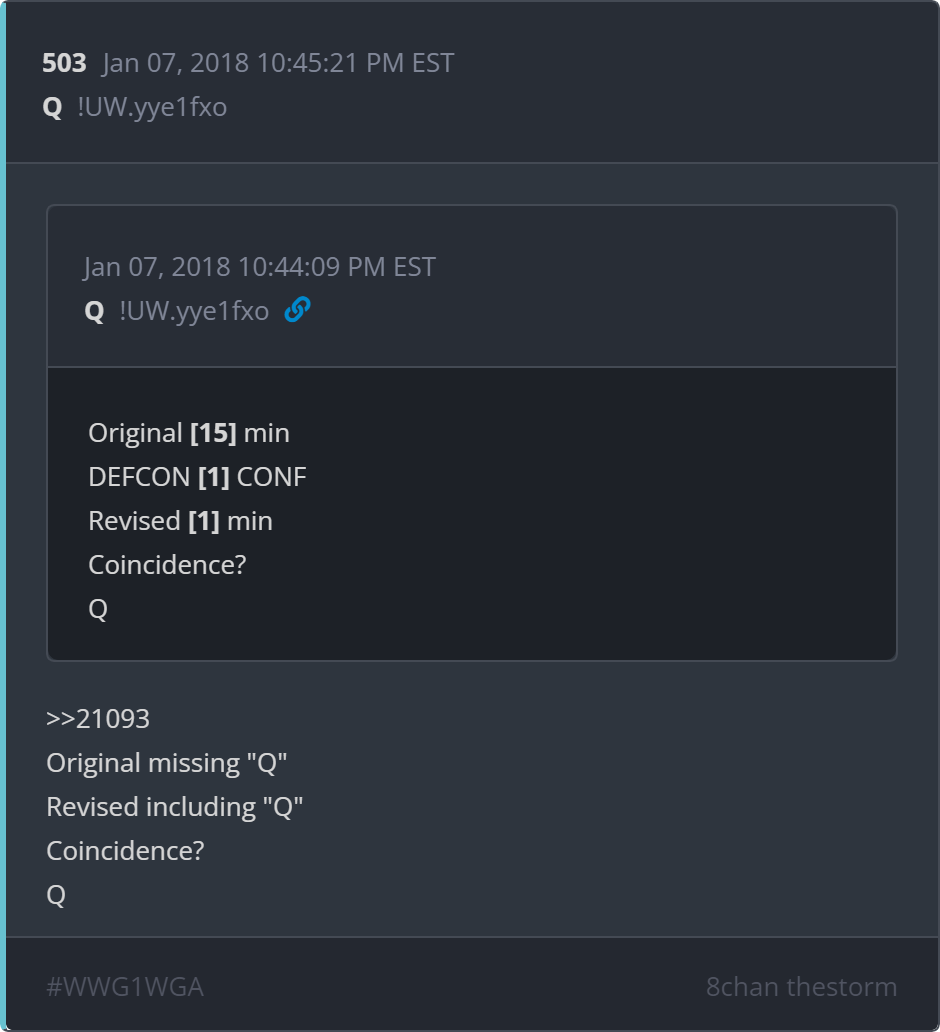 503 Jan 07, 2018 10:45:21 PM EST
Q !UW.yye1fxo
Jan 07, 2018 10:44:09 PM EST
Q !UW.yye1fxo
Original [15] min
DEFCON [1] CONF
Revised [1] min
Coincidence?
Q
>>21093
Original missing "Q"
Revised including "Q"
Coincidence?
Q
#WWG1WGA 8chan thestorm